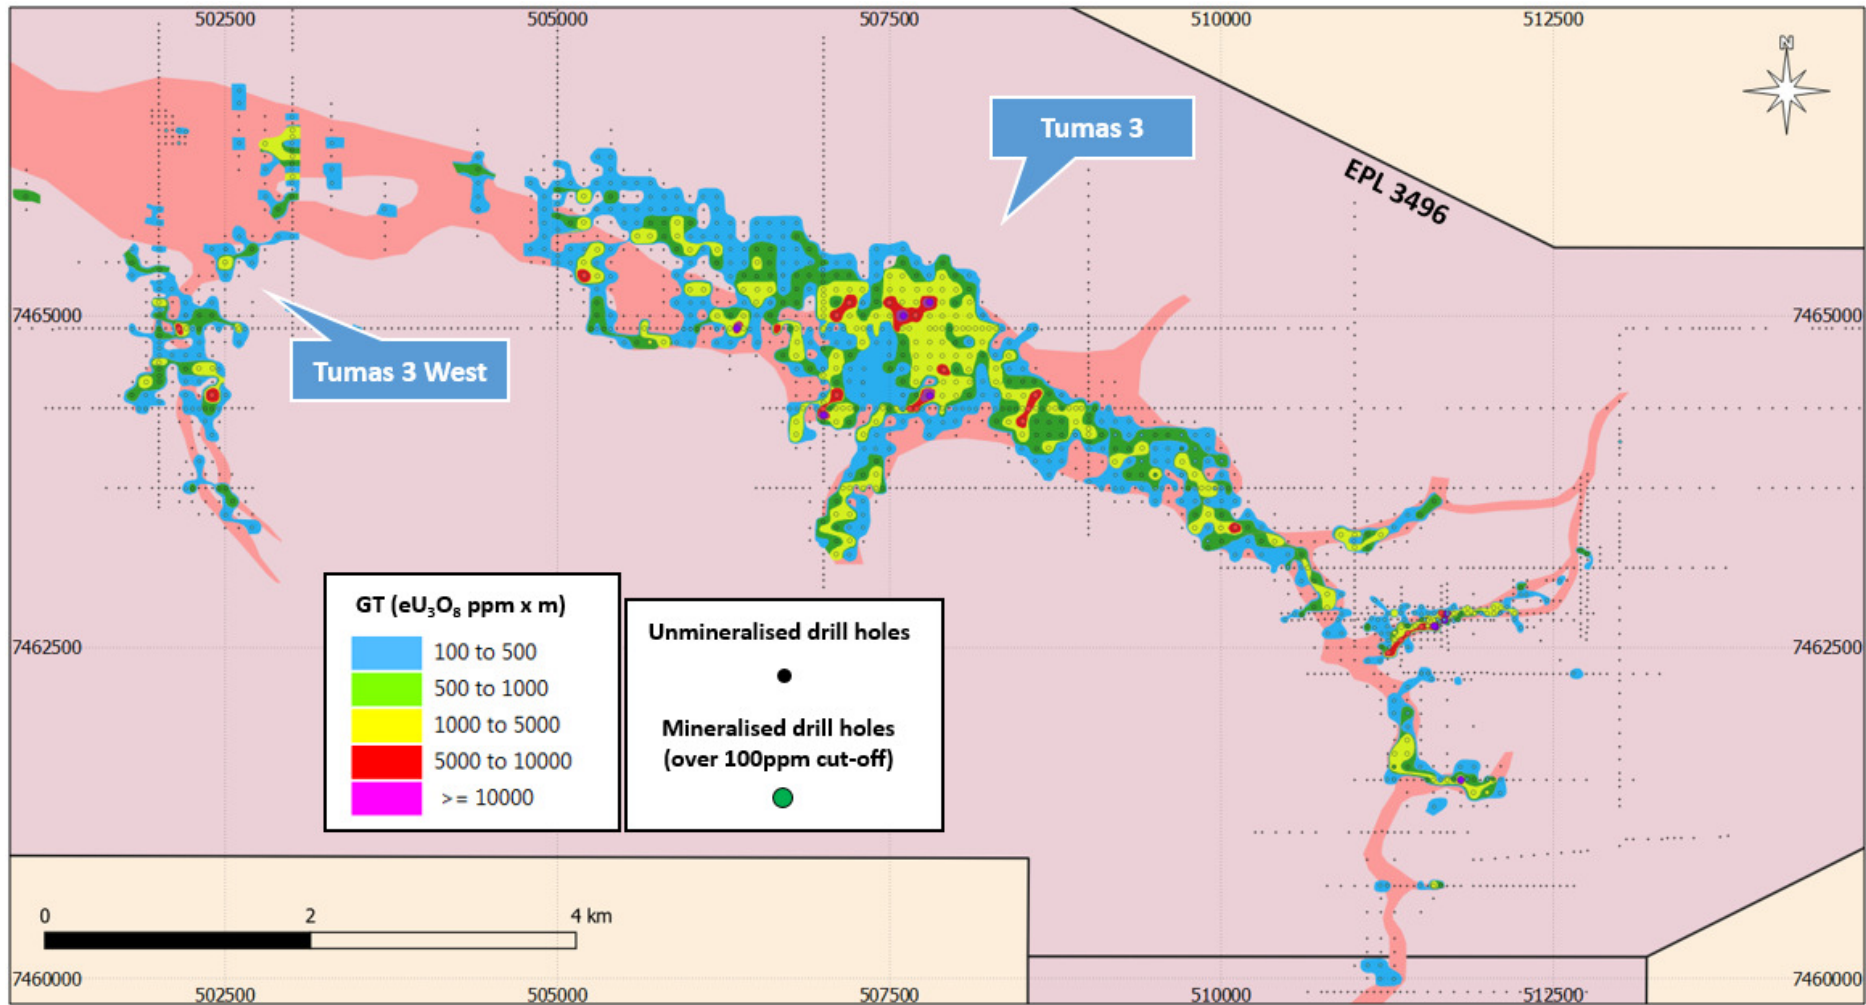 502500 505000 507500 510000 512500
N
Tumas 3
EPL 3496
7465000 7465000
Tumas 3 West
GT (eU₃O₈ ppm x m)
100 to 500
500 to 1000
1000 to 5000
5000 to 10000
>= 10000
Unmineralised drill holes
Mineralised drill holes
(over 100ppm cut-off)
7462500 7462500
0 2 4 km
7460000 7460000
502500 505000 507500 510000 512500